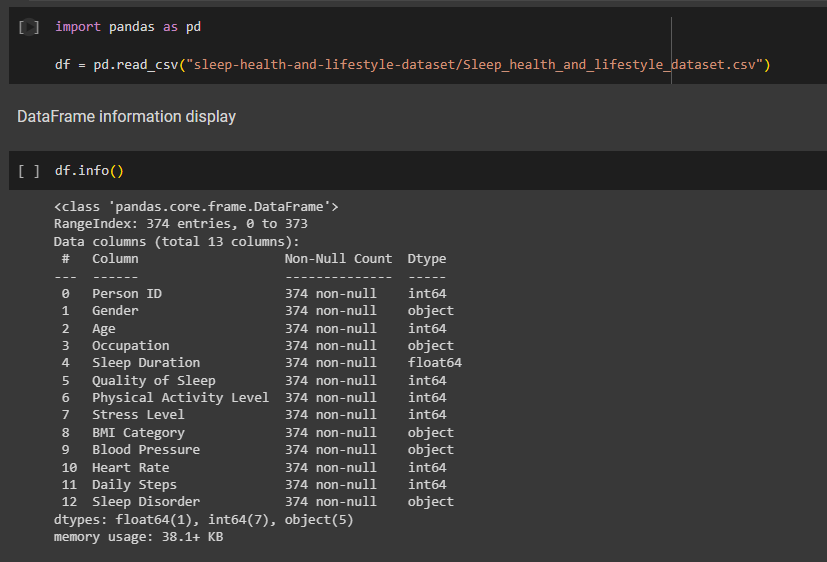 [ ] import pandas as pd
df = pd.read_csv("sleep-health-and-lifestyle-dataset/Sleep_health_and_lifestyle_dataset.csv")
DataFrame information display
[ ] df.info()
<class 'pandas.core.frame.DataFrame'>
RangeIndex: 374 entries, 0 to 373
Data columns (total 13 columns):
 #   Column                   Non-Null Count  Dtype
---  ------                   --------------  -----
 0   Person ID                374 non-null    int64
 1   Gender                   374 non-null    object
 2   Age                      374 non-null    int64
 3   Occupation               374 non-null    object
 4   Sleep Duration           374 non-null    float64
 5   Quality of Sleep         374 non-null    int64
 6   Physical Activity Level  374 non-null    int64
 7   Stress Level             374 non-null    int64
 8   BMI Category             374 non-null    object
 9   Blood Pressure           374 non-null    object
 10  Heart Rate               374 non-null    int64
 11  Daily Steps              374 non-null    int64
 12  Sleep Disorder           374 non-null    object
dtypes: float64(1), int64(7), object(5)
memory usage: 38.1+ KB